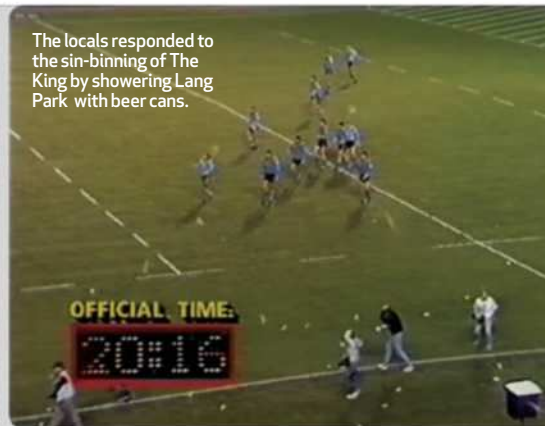 The locals responded to
the sin-binning of The
King by showering Lang
Park with beer cans.
OFFICIAL TIME:
20:16